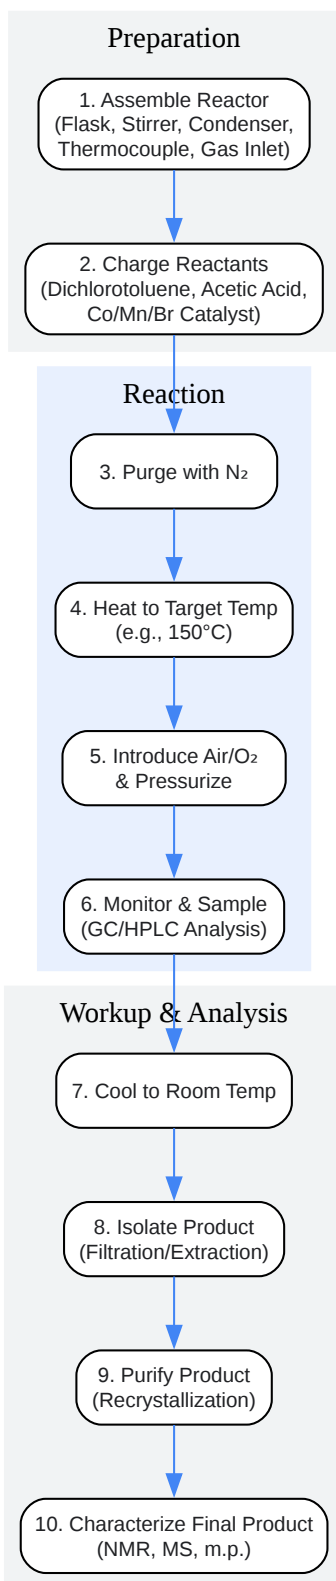 Preparation
1. Assemble Reactor
(Flask, Stirrer, Condenser,
Thermocouple, Gas Inlet)
2. Charge Reactants
(Dichlorotoluene, Acetic Acid,
Co/Mn/Br Catalyst)
Reaction
3. Purge with N₂
4. Heat to Target Temp
(e.g., 150°C)
5. Introduce Air/O₂
& Pressurize
6. Monitor & Sample
(GC/HPLC Analysis)
Workup & Analysis
7. Cool to Room Temp
8. Isolate Product
(Filtration/Extraction)
9. Purify Product
(Recrystallization)
10. Characterize Final Product
(NMR, MS, m.p.)